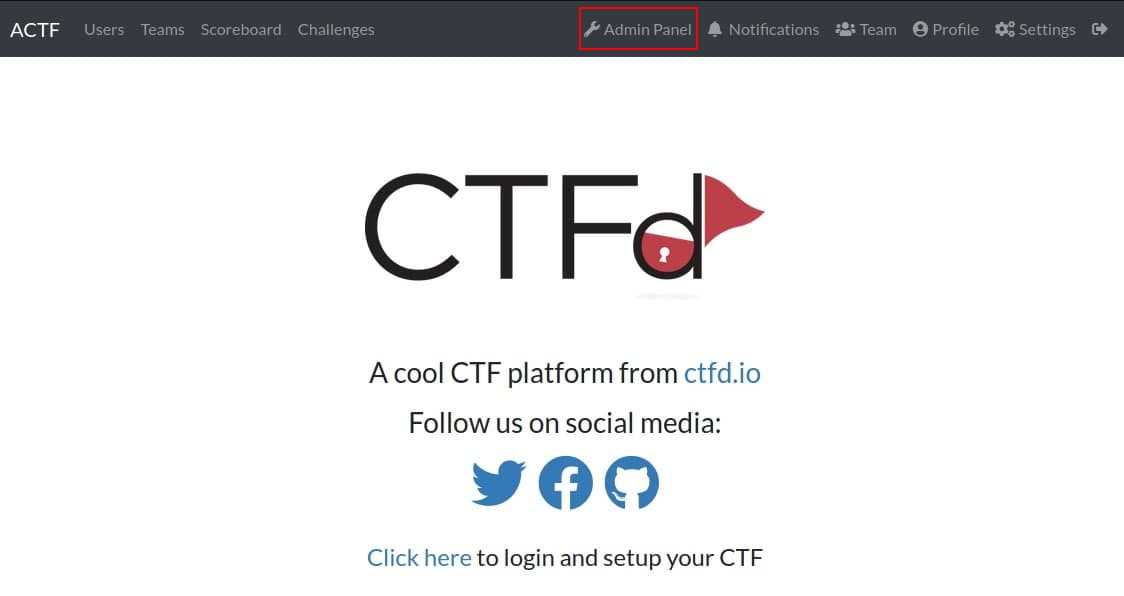 ACTF Users Teams Scoreboard Challenges Admin Panel Notifications Team Profile Settings
CTFd
A cool CTF platform from ctfd.io
Follow us on social media:
Click here to login and setup your CTF